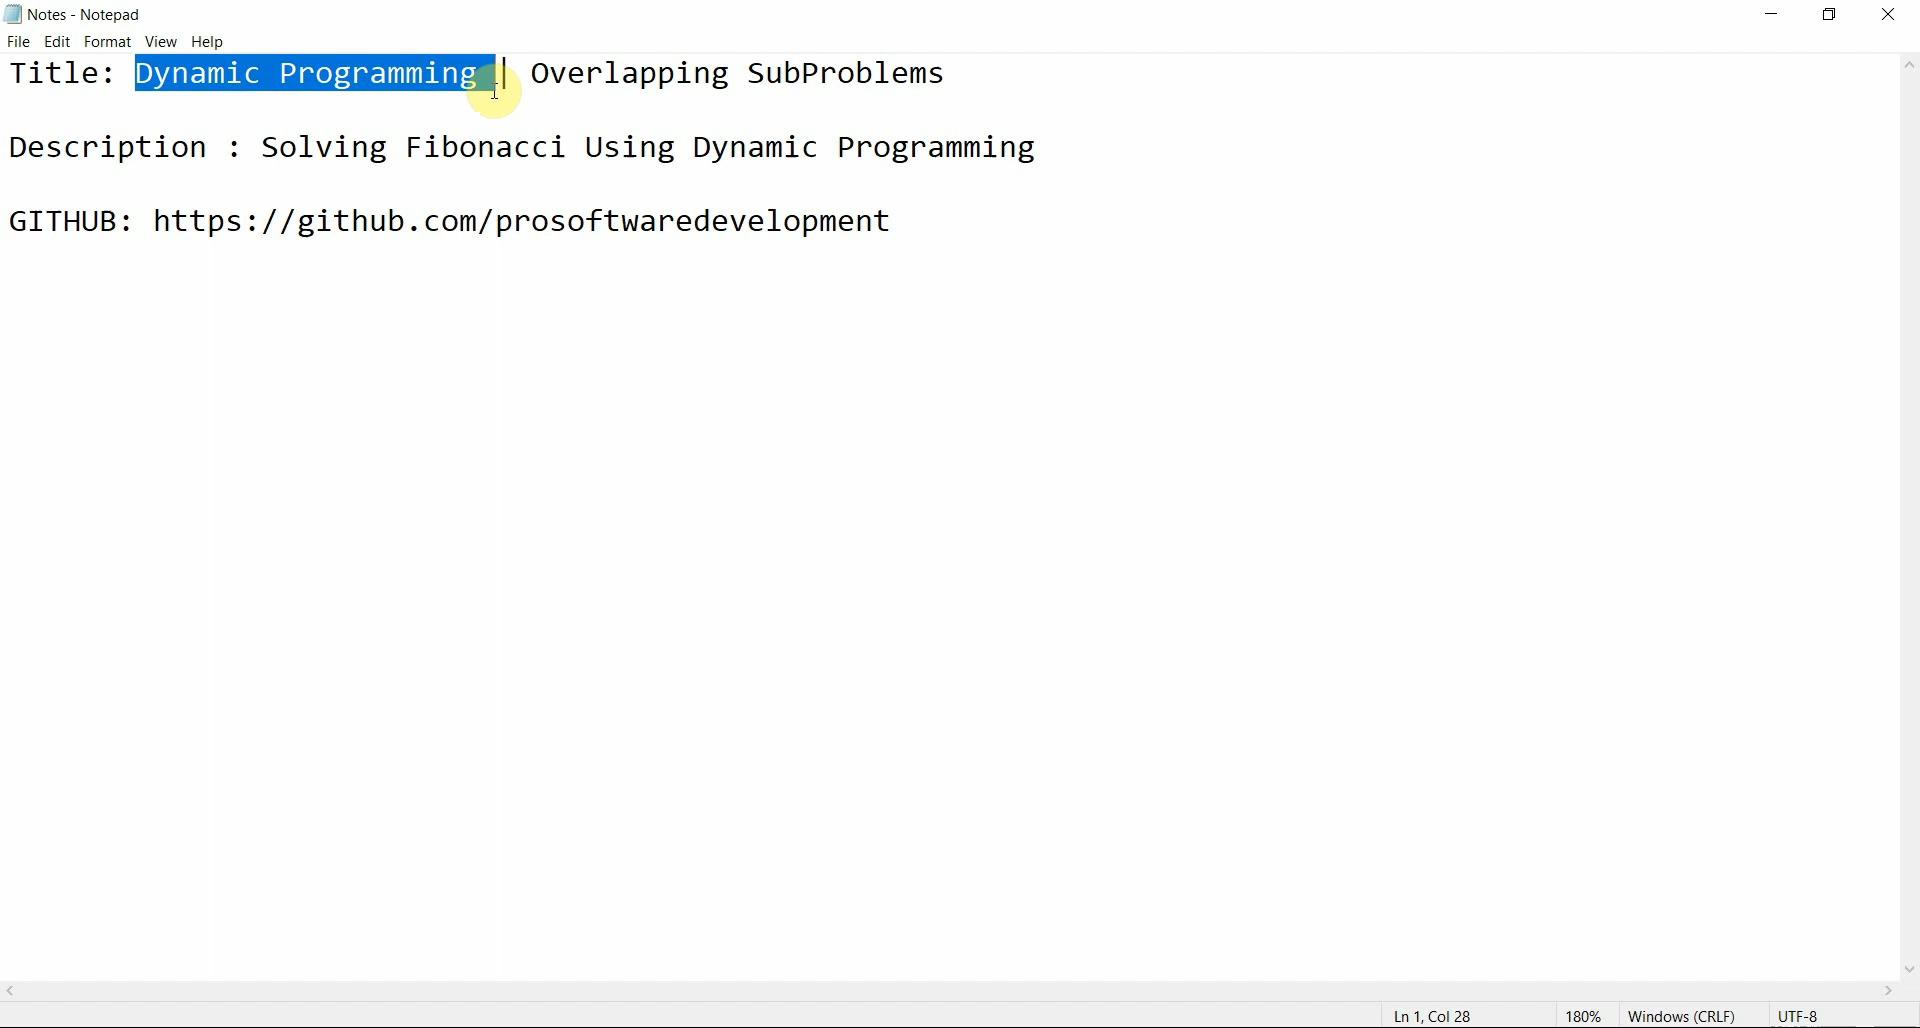 Notes - Notepad
File Edit Format View Help
Title: Dynamic Programming | Overlapping SubProblems
Description : Solving Fibonacci Using Dynamic Programming
GITHUB: https://github.com/prosoftwaredevelopment
Ln 1, Col 28 180% Windows (CRLF) UTF-8